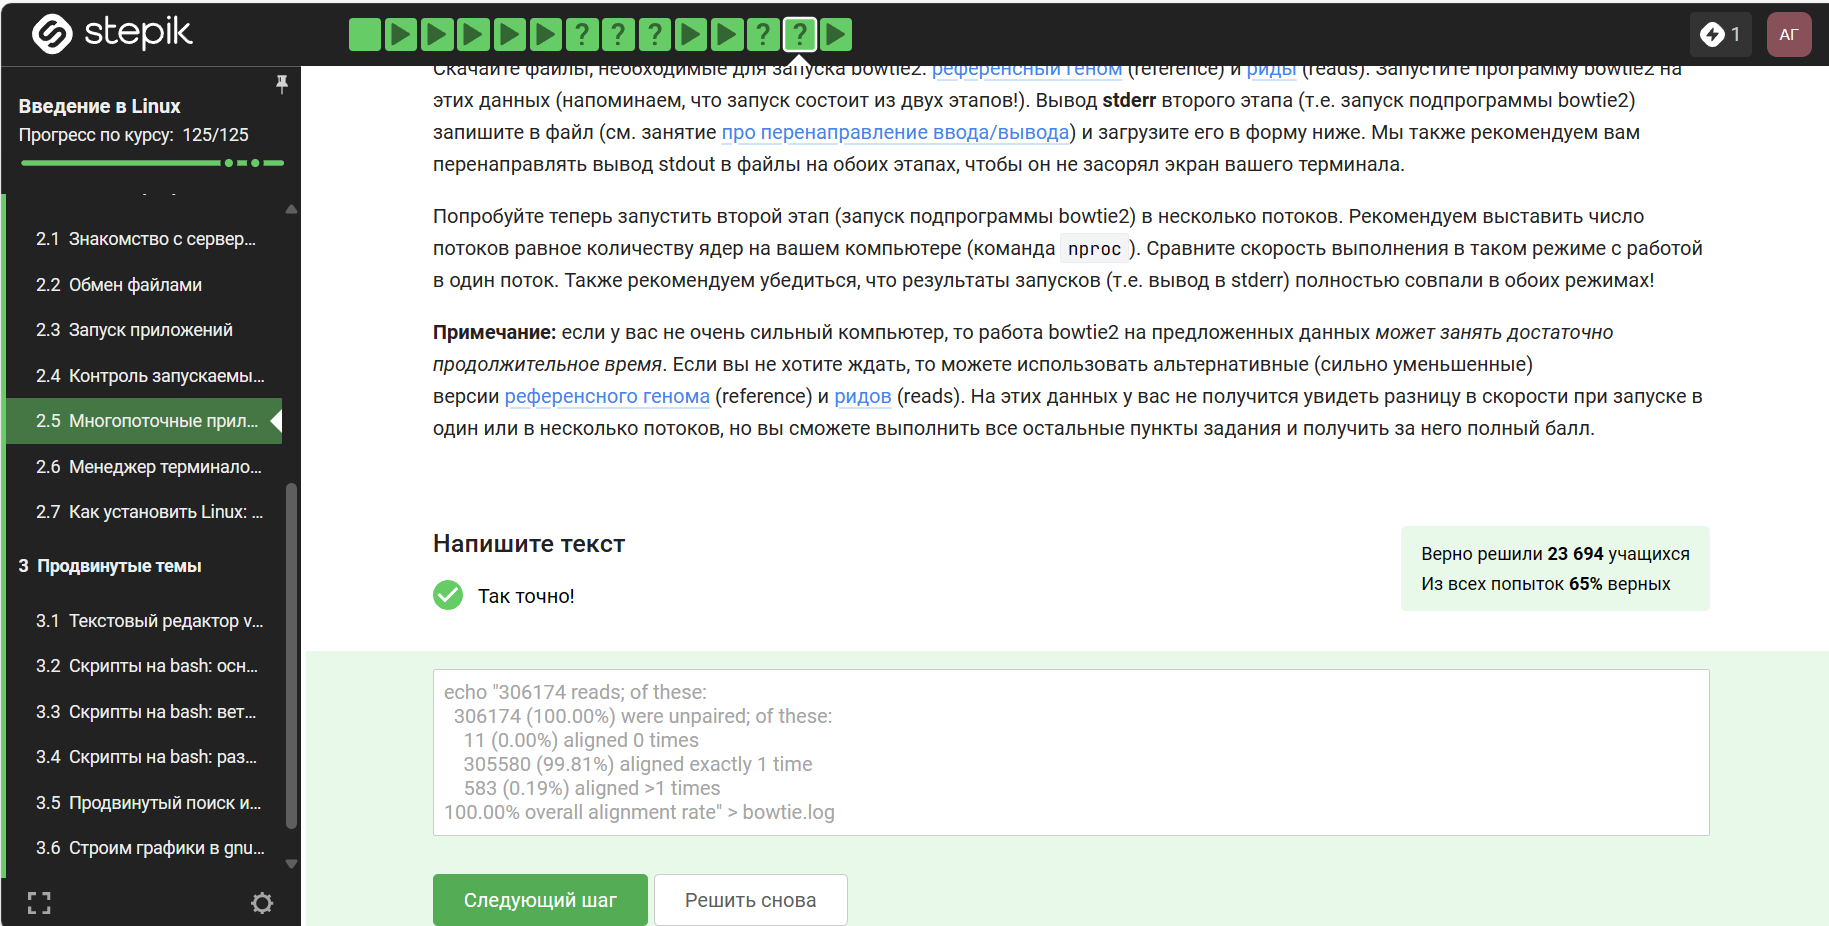 stepik
? ? ? ? ?
1
АГ
Введение в Linux
Прогресс по курсу: 125/125
2.1 Знакомство с сервер...
2.2 Обмен файлами
2.3 Запуск приложений
2.4 Контроль запускаемы...
2.5 Многопоточные прил...
2.6 Менеджер терминало...
2.7 Как установить Linux: ...
3 Продвинутые темы
3.1 Текстовый редактор v...
3.2 Скрипты на bash: осн...
3.3 Скрипты на bash: вет...
3.4 Скрипты на bash: раз...
3.5 Продвинутый поиск и...
3.6 Строим графики в gnu...
Скачайте файлы, необходимые для запуска bowtie2: референсный геном (reference) и риды (reads). Запустите программу bowtie2 на
этих данных (напоминаем, что запуск состоит из двух этапов!). Вывод stderr второго этапа (т.е. запуск подпрограммы bowtie2)
запишите в файл (см. занятие про перенаправление ввода/вывода) и загрузите его в форму ниже. Мы также рекомендуем вам
перенаправлять вывод stdout в файлы на обоих этапах, чтобы он не засорял экран вашего терминала.
Попробуйте теперь запустить второй этап (запуск подпрограммы bowtie2) в несколько потоков. Рекомендуем выставить число
потоков равное количеству ядер на вашем компьютере (команда nproc). Сравните скорость выполнения в таком режиме с работой
в один поток. Также рекомендуем убедиться, что результаты запусков (т.е. вывод в stderr) полностью совпали в обоих режимах!
Примечание: если у вас не очень сильный компьютер, то работа bowtie2 на предложенных данных может занять достаточно
продолжительное время. Если вы не хотите ждать, то можете использовать альтернативные (сильно уменьшенные)
версии референсного генома (reference) и ридов (reads). На этих данных у вас не получится увидеть разницу в скорости при запуске в
один или в несколько потоков, но вы сможете выполнить все остальные пункты задания и получить за него полный балл.
Напишите текст
Так точно!
Верно решили 23 694 учащихся
Из всех попыток 65% верных
echo "306174 reads; of these:
306174 (100.00%) were unpaired; of these:
11 (0.00%) aligned 0 times
305580 (99.81%) aligned exactly 1 time
583 (0.19%) aligned >1 times
100.00% overall alignment rate" > bowtie.log
Следующий шаг
Решить снова